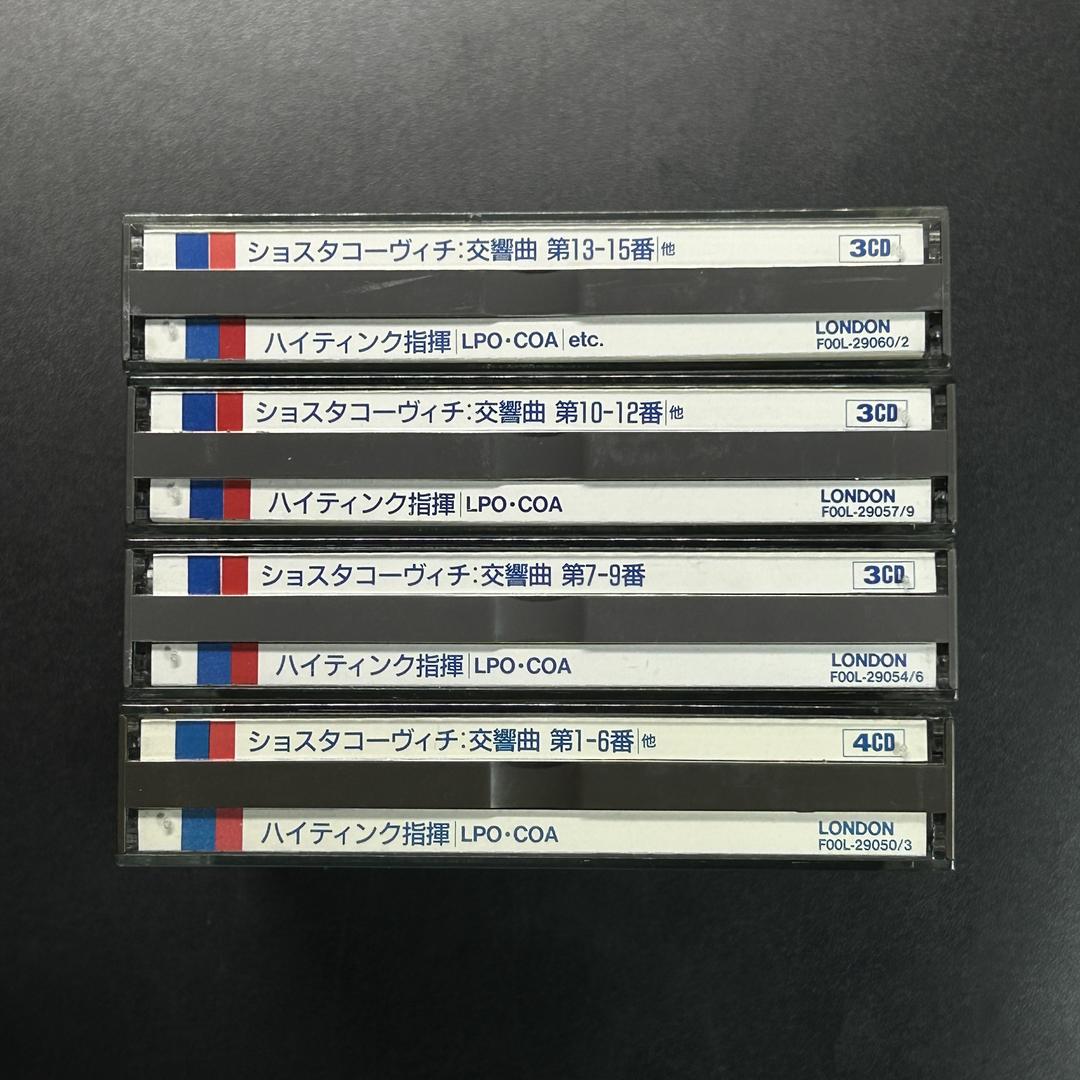 ショスタコーヴィチ:交響曲 第13-15番|他 3CD
ハイティンク指揮|LPO・COA|etc. LONDON
F00L-29060/2
ショスタコーヴィチ:交響曲 第10-12番|他 3CD
ハイティンク指揮|LPO・COA LONDON
F00L-29057/9
ショスタコーヴィチ:交響曲 第7-9番 3CD
ハイティンク指揮|LPO・COA LONDON
F00L-29054/6
ショスタコーヴィチ:交響曲 第1-6番|他 4CD
ハイティンク指揮|LPO・COA LONDON
F00L-29050/3